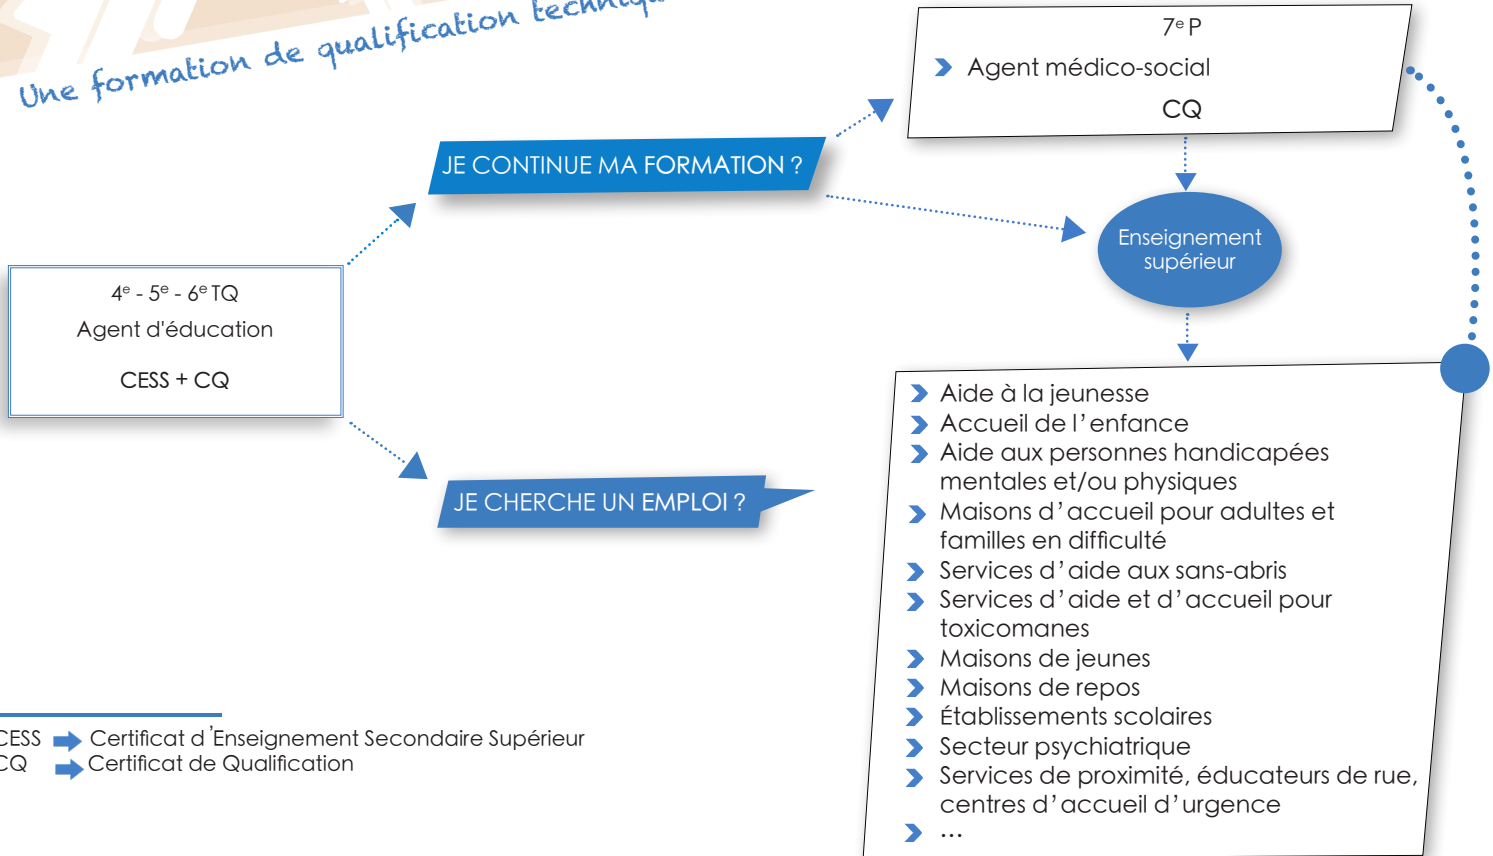 Une formation de qualification
7e P
Agent médico-social
CQ
JE CONTINUE MA FORMATION ?
Enseignement
supérieur
4e - 5e - 6e TQ
Agent d'éducation
CESS + CQ
JE CHERCHE UN EMPLOI ?
Aide à la jeunesse
Accueil de l'enfance
Aide aux personnes handicapées
mentales et/ou physiques
Maisons d'accueil pour adultes et
familles en difficulté
Services d'aide aux sans-abris
Services d'aide et d'accueil pour
toxicomanes
Maisons de jeunes
Maisons de repos
Établissements scolaires
Secteur psychiatrique
Services de proximité, éducateurs de rue,
centres d'accueil d'urgence
...
CESS Certificat d'Enseignement Secondaire Supérieur
CQ Certificat de Qualification